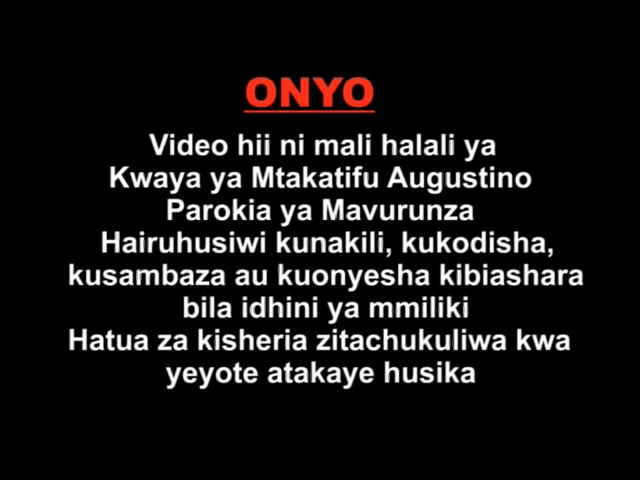 ONYO
Video hii ni mali halali ya
Kwaya ya Mtakatifu Augustino
Parokia ya Mavurunza
Hairuhusiwi kunakili, kukodisha,
kusambaza au kuonyesha kibiashara
bila idhini ya mmiliki
Hatua za kisheria zitachukuliwa kwa
yeyote atakaye husika